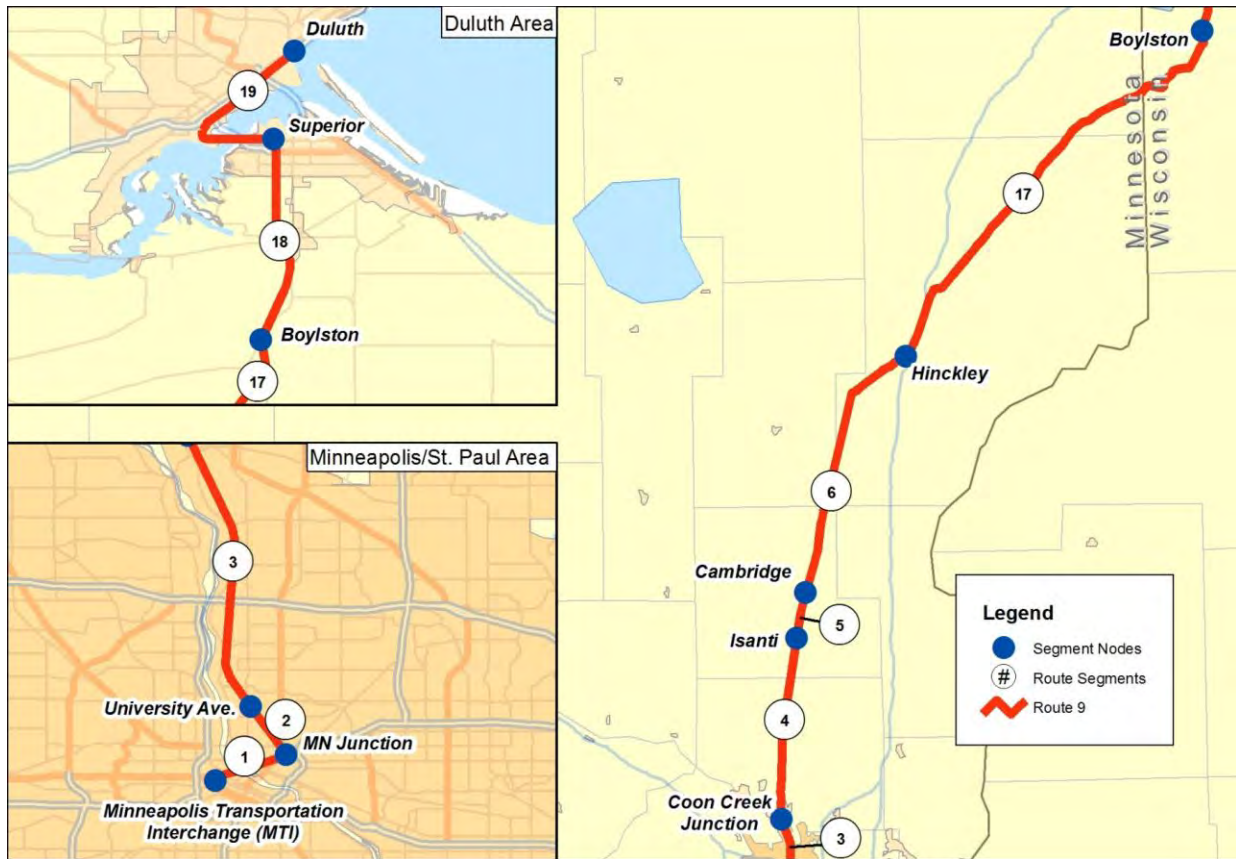 Duluth Area
Duluth
19
Superior
18
Boylston
17
Minneapolis/St. Paul Area
3
University Ave.
2
MN Junction
1
Minneapolis Transportation
Interchange (MTI)
Boylston
Minnesota
Wisconsin
17
Hinckley
6
Cambridge
5
Isanti
4
Coon Creek
Junction
3
Legend
Segment Nodes
# Route Segments
Route 9